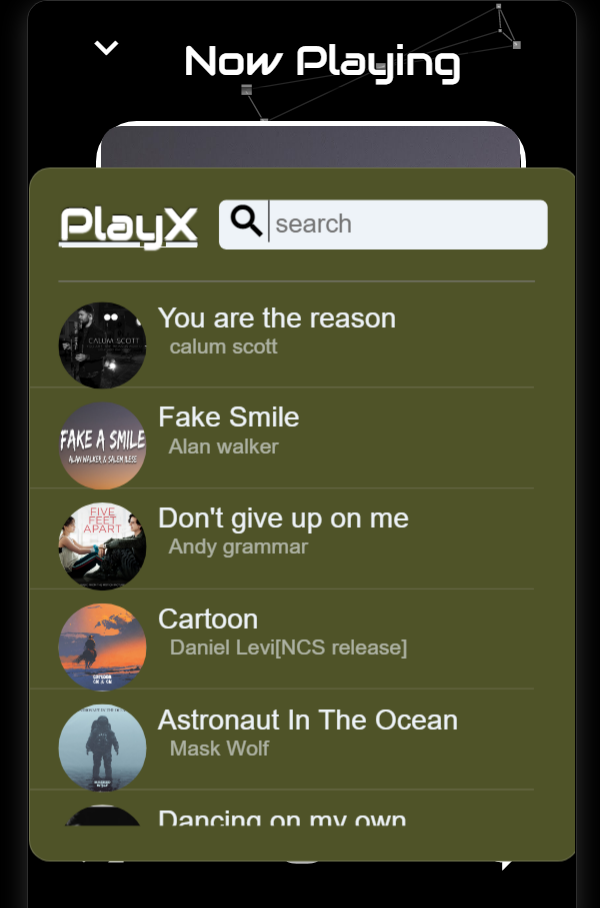 Now Playing
PlayX
search
You are the reason
CALUM SCOTT
calum scott
Fake Smile
FAKE A SMILE
ALAN WALKER & SALEM ILESE
Alan walker
Don't give up on me
FIVE
FEET
APART
Andy grammar
Cartoon
Daniel Levi[NCS release]
Astronaut In The Ocean
Mask Wolf
Dancing on my own